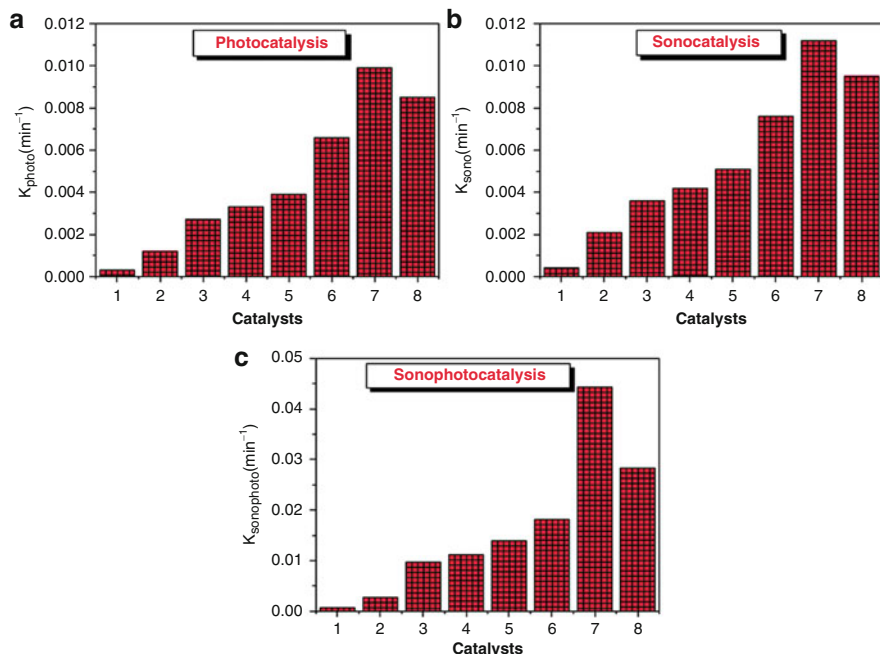 a
Photocatalysis
K_photo(min⁻¹)
0.012
0.010
0.008
0.006
0.004
0.002
0.000
1 2 3 4 5 6 7 8
Catalysts
b
Sonocatalysis
K_sono(min⁻¹)
0.012
0.010
0.008
0.006
0.004
0.002
0.000
1 2 3 4 5 6 7 8
Catalysts
c
Sonophotocatalysis
K_sonophoto(min⁻¹)
0.05
0.04
0.03
0.02
0.01
0.00
1 2 3 4 5 6 7 8
Catalysts